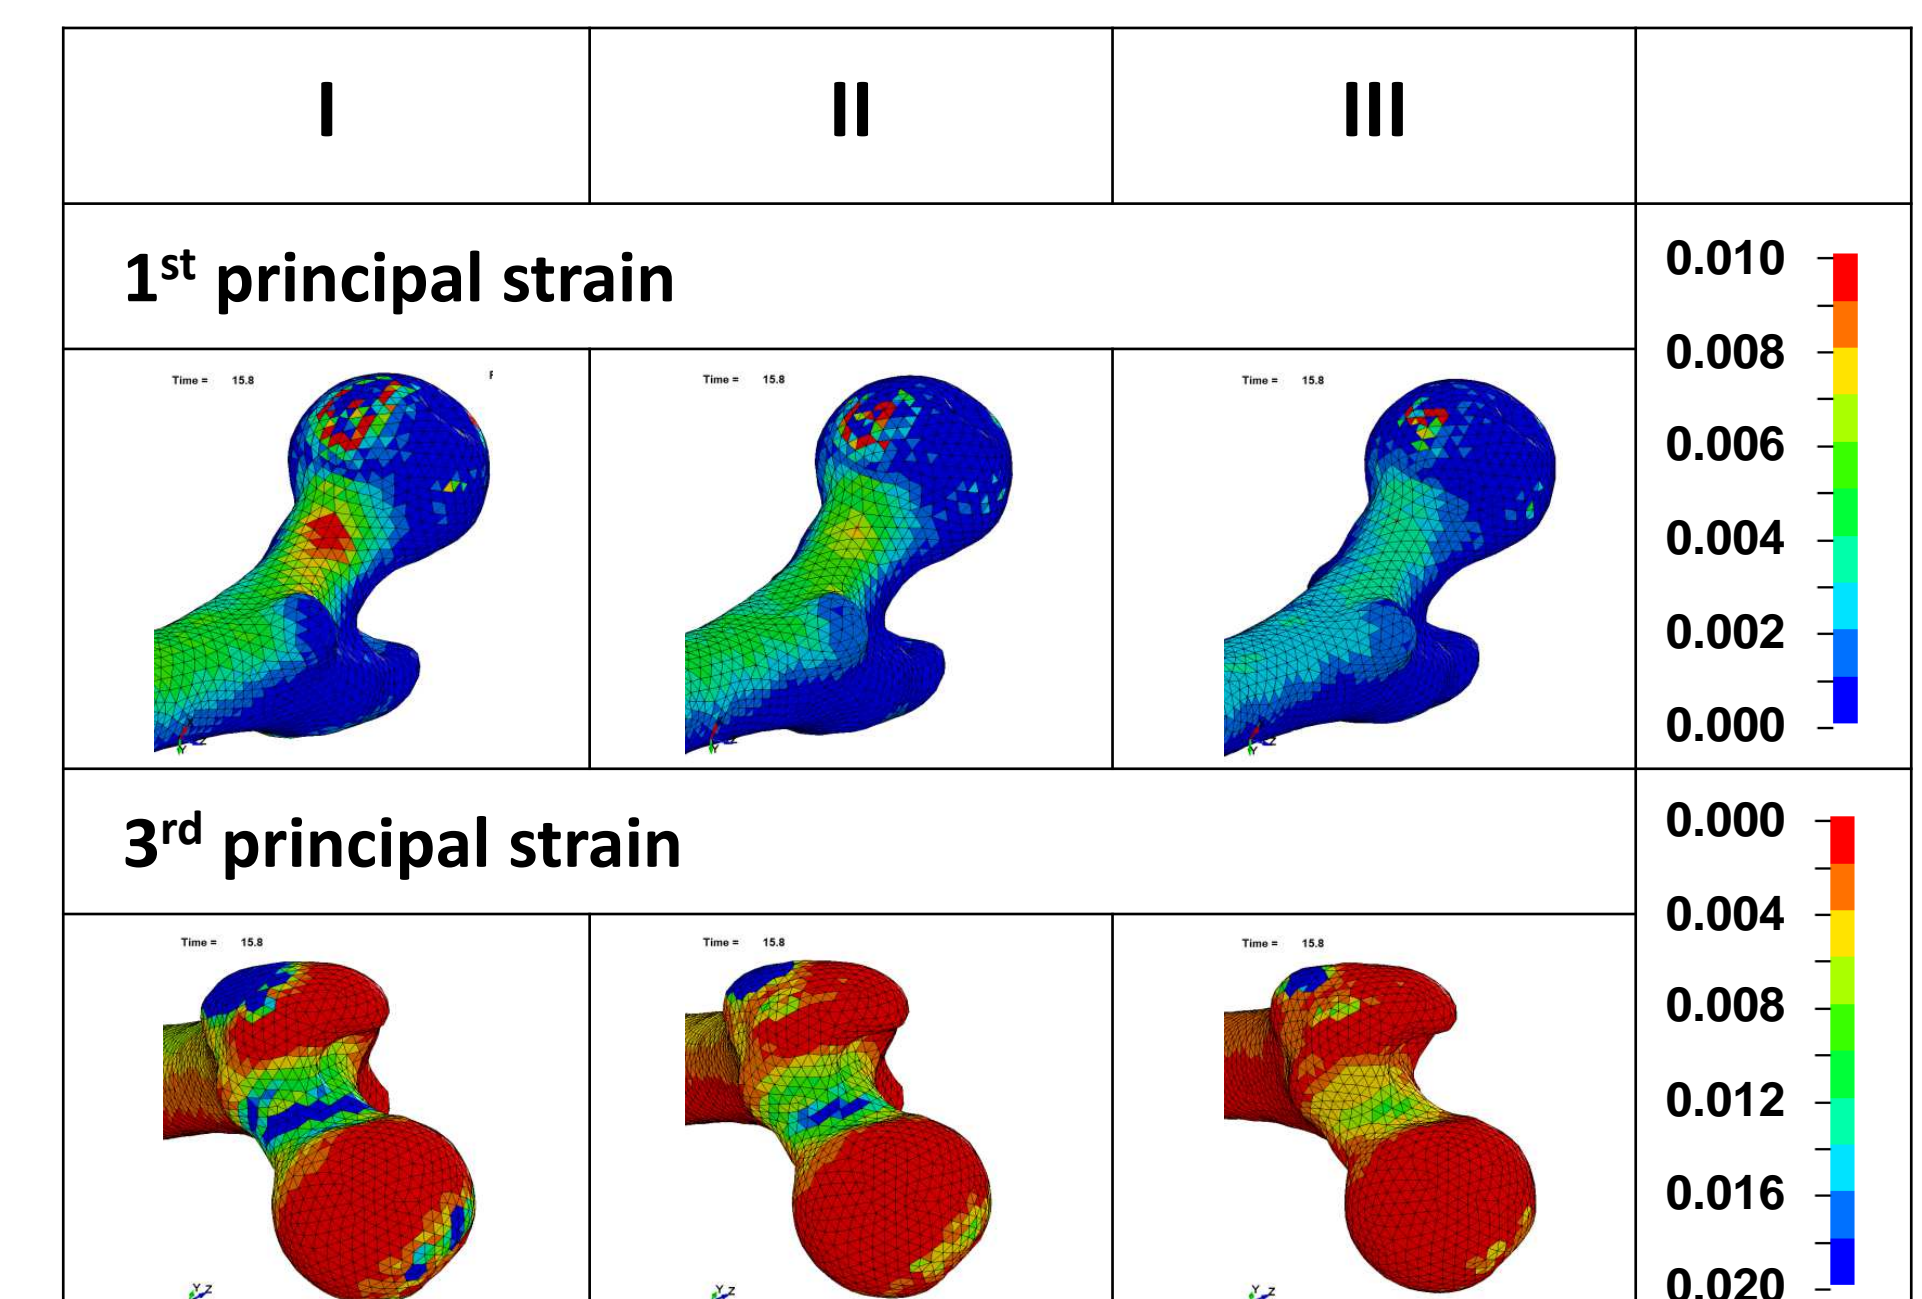 I II III
1st principal strain
0.010
0.008
0.006
0.004
0.002
0.000
Time = 15.8 F
Time = 15.8
Time = 15.8
Y Z
Y Z
Y Z
3rd principal strain
0.000
0.004
0.008
0.012
0.016
0.020
Time = 15.8
Time = 15.8
Time = 15.8
Y Z
Y Z
Y Z